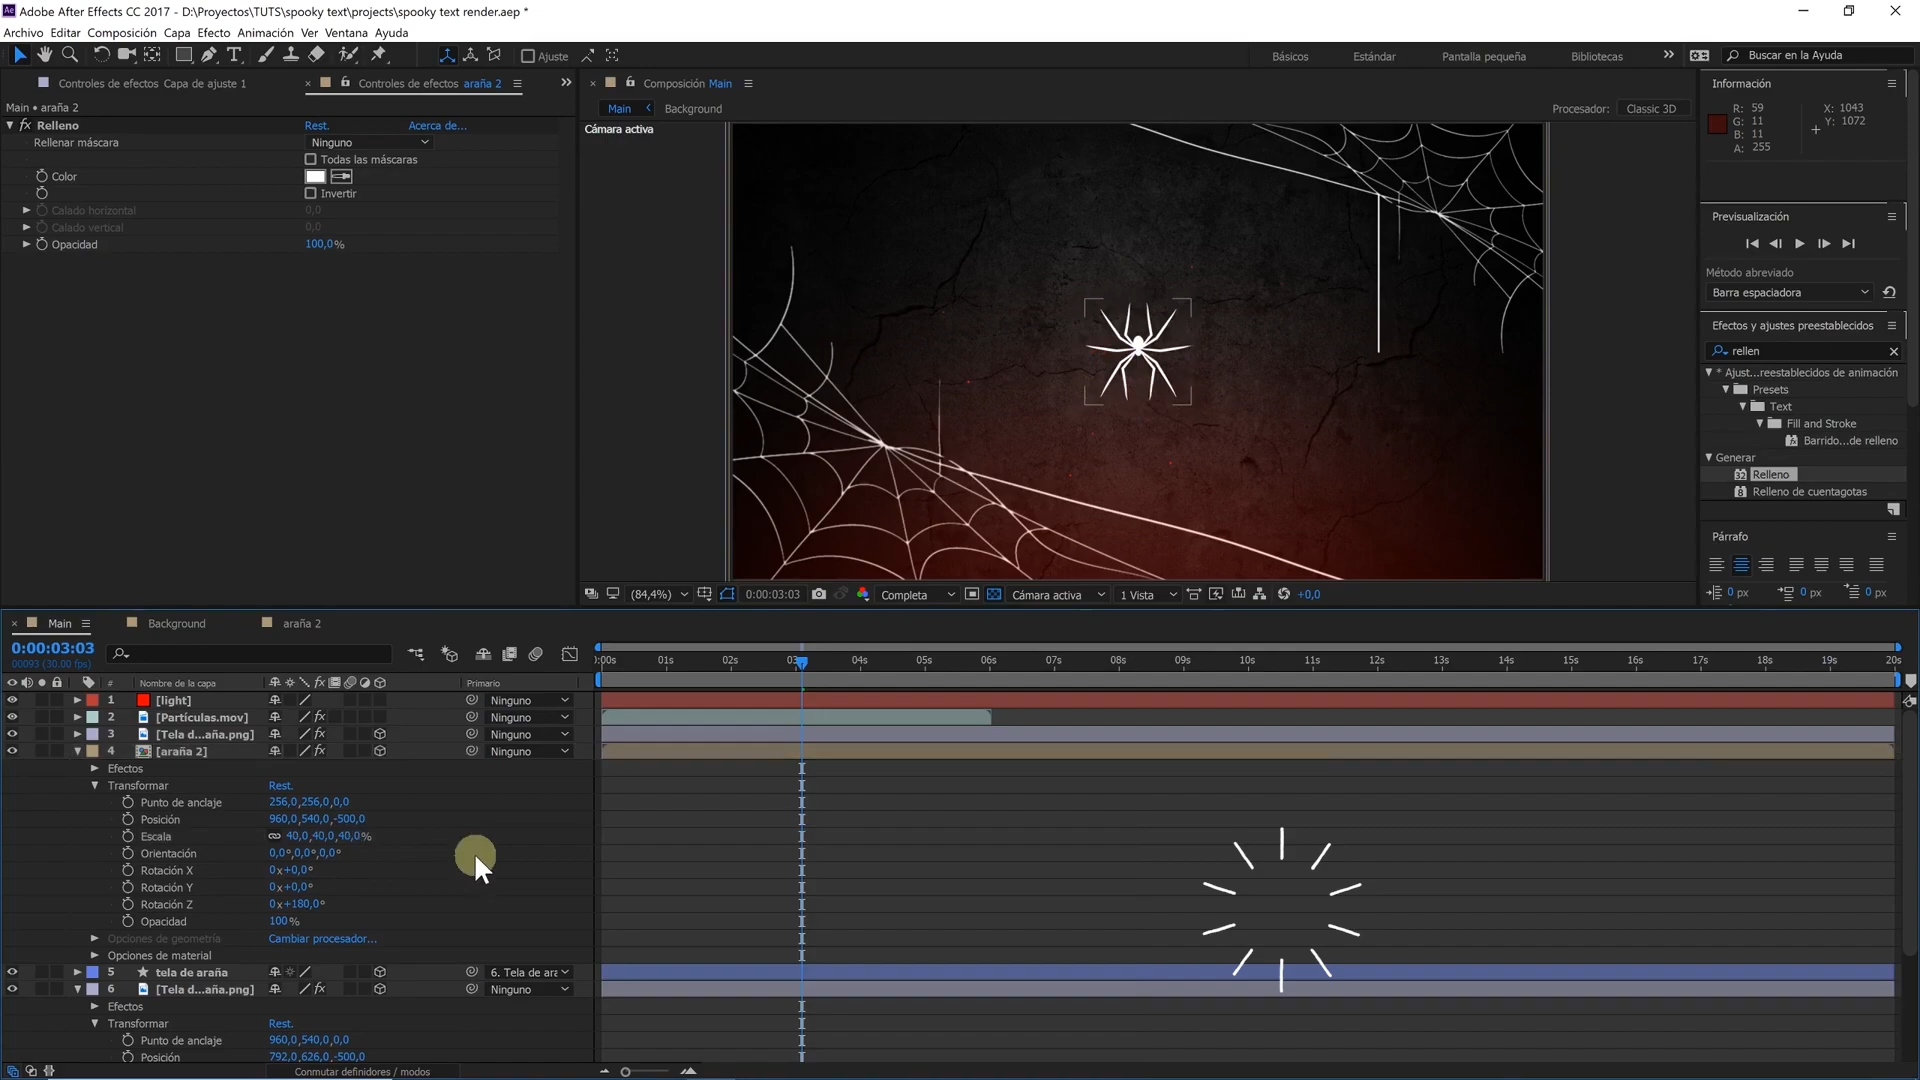 Adobe After Effects CC 2017 - D:\Proyectos\TUTS\spooky text\projects\spooky text render.aep *
Archivo Editar Composición Capa Efecto Animación Ver Ventana Ayuda
Ajuste
Básicos Estándar Pantalla pequeña Bibliotecas
Buscar en la Ayuda
Controles de efectos Capa de ajuste 1
Controles de efectos araña 2
Composición Main
Información
Main • araña 2
Main
Background
Procesador: Classic 3D
R: 59
G: 11
B: 11
A: 255
X: 1043
Y: 1072
fx Relleno Rest. Acerca de...
Cámara activa
Rellenar máscara Ninguno
Todas las máscaras
Color
Invertir
Calado horizontal 0,0
Calado vertical 0,0
Opacidad 100,0%
Previsualización
Método abreviado
Barra espaciadora
Efectos y ajustes preestablecidos
rellen
* Ajust...reestablecidos de animación
Presets
Text
Fill and Stroke
Barrido...de relleno
Generar
Relleno
Relleno de cuentagotas
Párrafo
0 px 0 px 0 px
(84,4%) 0:00:03:03 Completa Cámara activa 1 Vista +0,0
Main Background araña 2
0:00:03:03
00093 (30.00 fps)
0:00s 01s 02s 03s 04s 05s 06s 07s 08s 09s 10s 11s 12s 13s 14s 15s 16s 17s 18s 19s 20s
# Nombre de la capa Primario
1 [light] Ninguno
2 [Partículas.mov] fx Ninguno
3 [Tela d...aña.png] fx Ninguno
4 [araña 2] fx Ninguno
Efectos
Transformar Rest.
Punto de anclaje 256,0,256,0,0,0
Posición 960,0,540,0,-500,0
Escala 40,0,40,0,40,0%
Orientación 0,0°,0,0°,0,0°
Rotación X 0x+0,0°
Rotación Y 0x+0,0°
Rotación Z 0x+180,0°
Opacidad 100%
Opciones de geometría Cambiar procesador...
Opciones de material
5 tela de araña 6. Tela de ara
6 [Tela d...aña.png] fx Ninguno
Efectos
Transformar Rest.
Punto de anclaje 960,0,540,0,0,0
Posición 792,0,626,0,-500,0
Conmutar definidores / modos